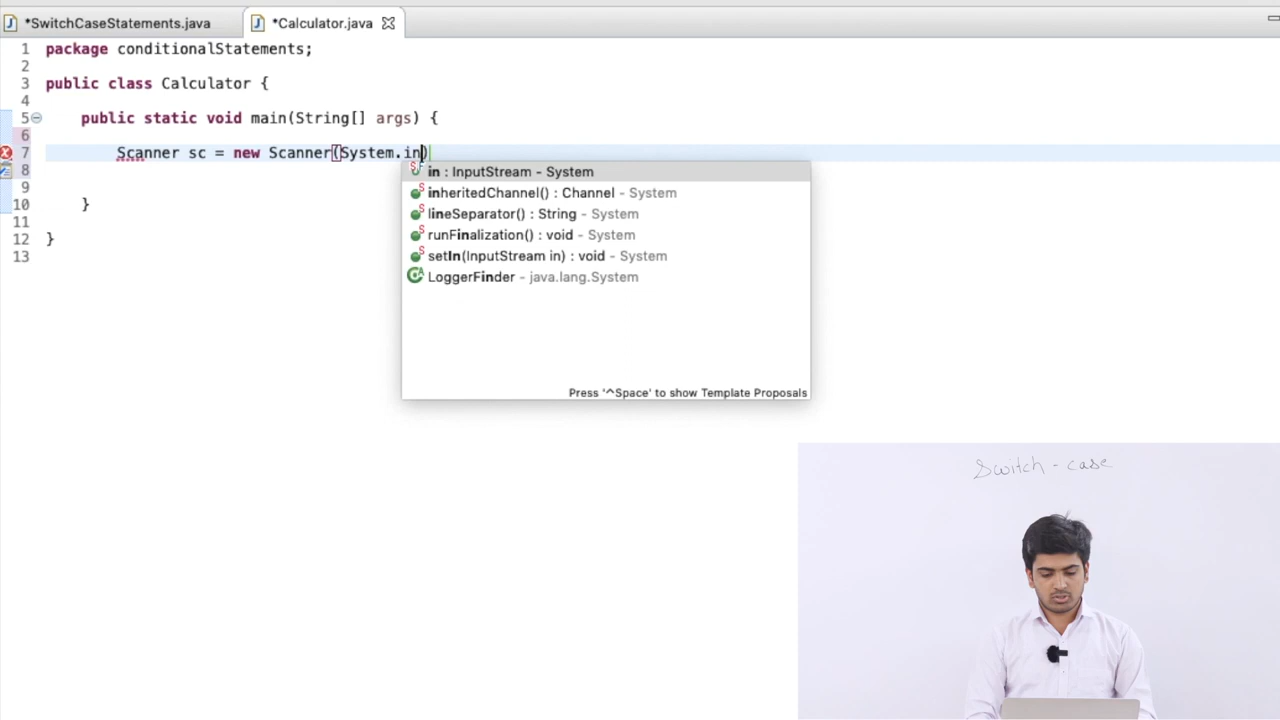 *SwitchCaseStatements.java
*Calculator.java
1 package conditionalStatements;
2
3 public class Calculator {
4
5 public static void main(String[] args) {
6
7 Scanner sc = new Scanner(System.in)
8
9
10 }
11
12 }
13
in : InputStream - System
inheritedChannel() : Channel - System
lineSeparator() : String - System
runFinalization() : void - System
setIn(InputStream in) : void - System
LoggerFinder - java.lang.System
Press '^Space' to show Template Proposals
Switch - case